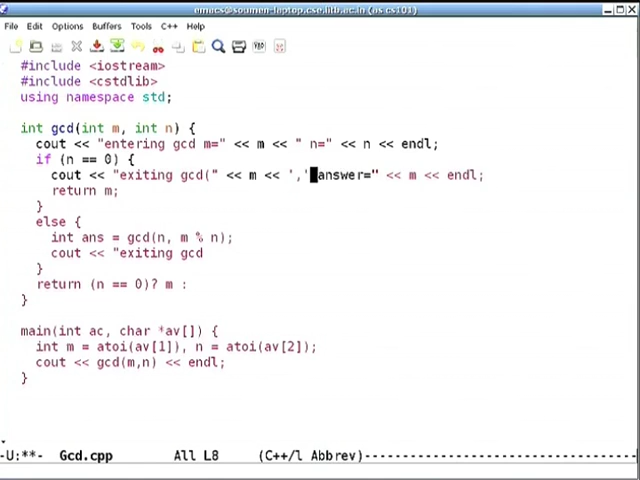 emacs@soumen-laptop.cse.iitb.ac.in (as cs101)
File Edit Options Buffers Tools C++ Help
#include <iostream>
#include <cstdlib>
using namespace std;
int gcd(int m, int n) {
cout << "entering gcd m=" << m << " n=" << n << endl;
if (n == 0) {
cout << "exiting gcd(" << m << ',' answer=" << m << endl;
return m;
}
else {
int ans = gcd(n, m % n);
cout << "exiting gcd
}
return (n == 0)? m :
}
main(int ac, char *av[]) {
int m = atoi(av[1]), n = atoi(av[2]);
cout << gcd(m,n) << endl;
}
-U:**- Gcd.cpp All L8 (C++/l Abbrev)